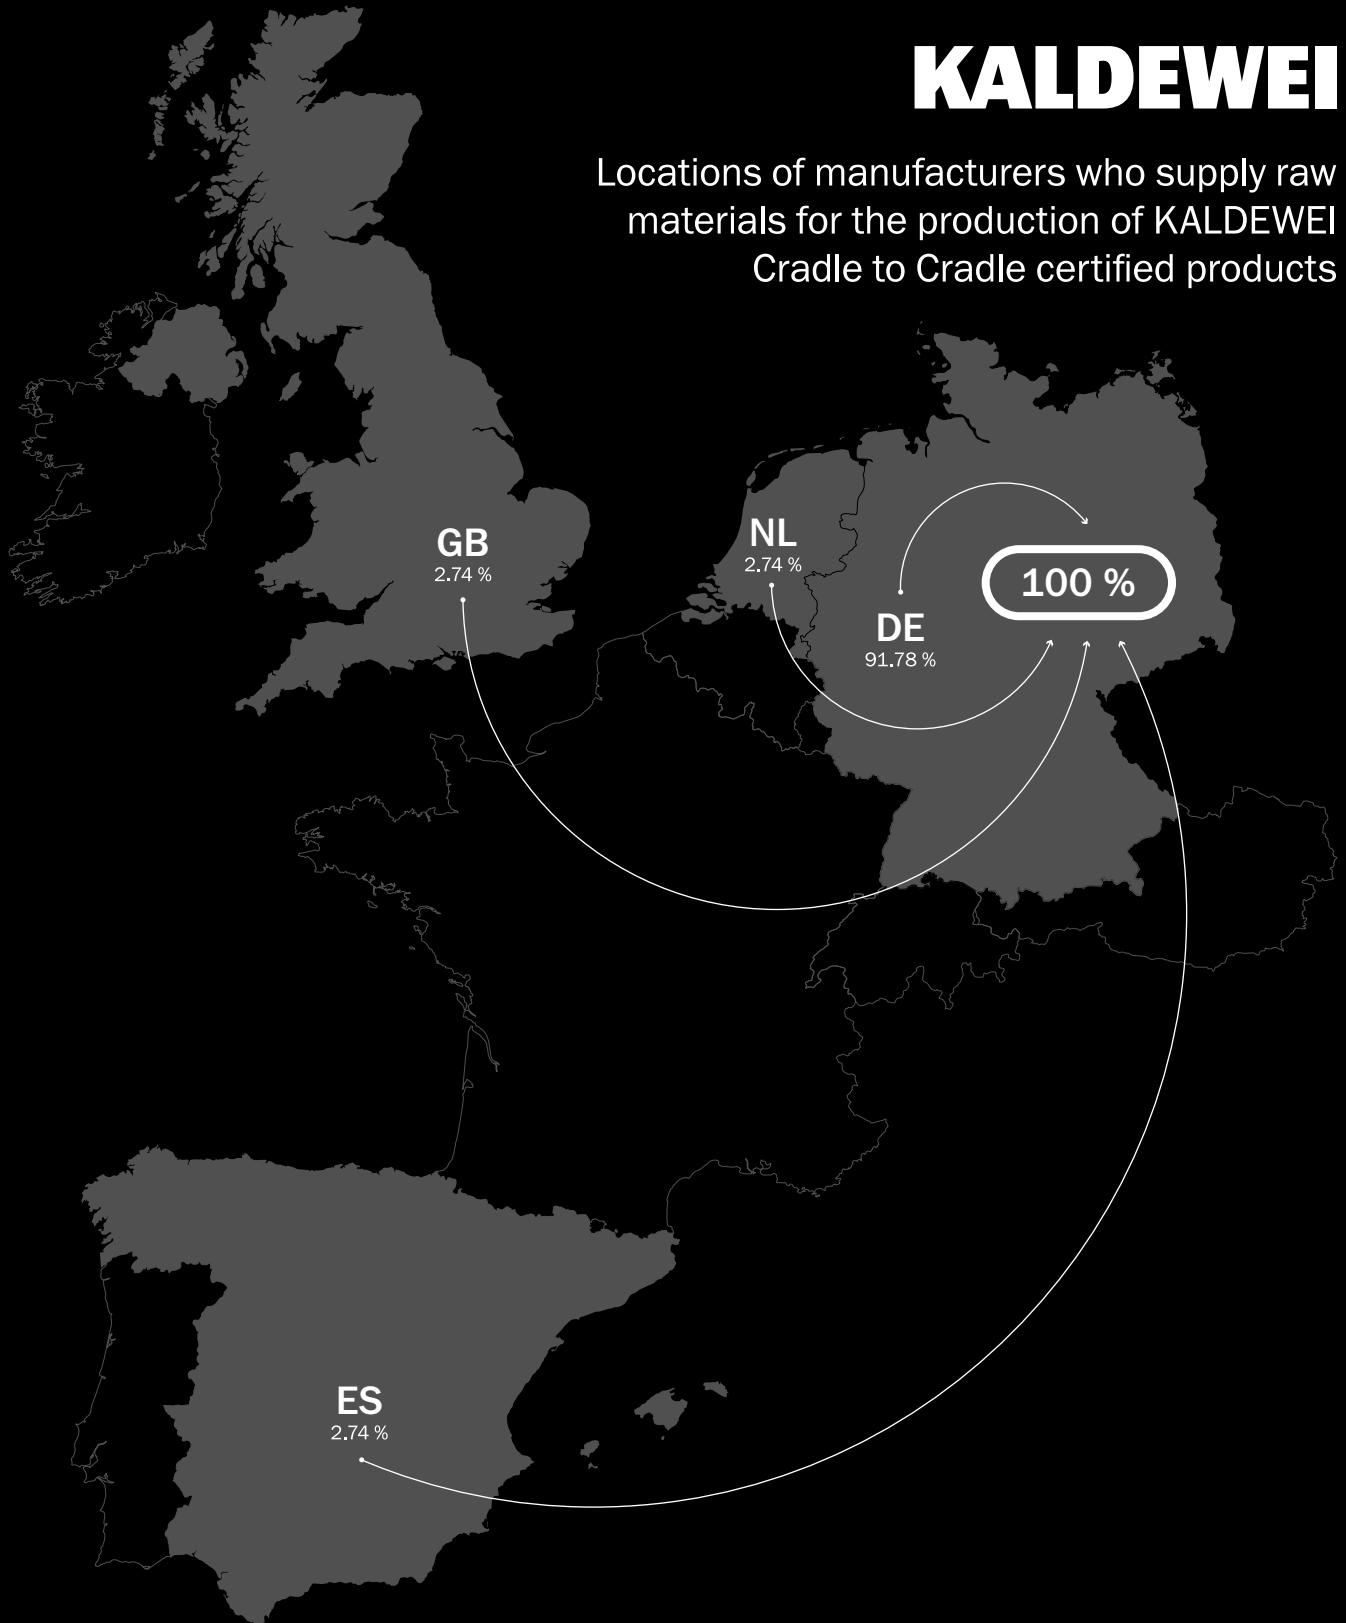 KALDEWEI
Locations of manufacturers who supply raw
materials for the production of KALDEWEI
Cradle to Cradle certified products
GB
2.74 %
NL
2.74 %
DE
91.78 %
100 %
ES
2.74 %